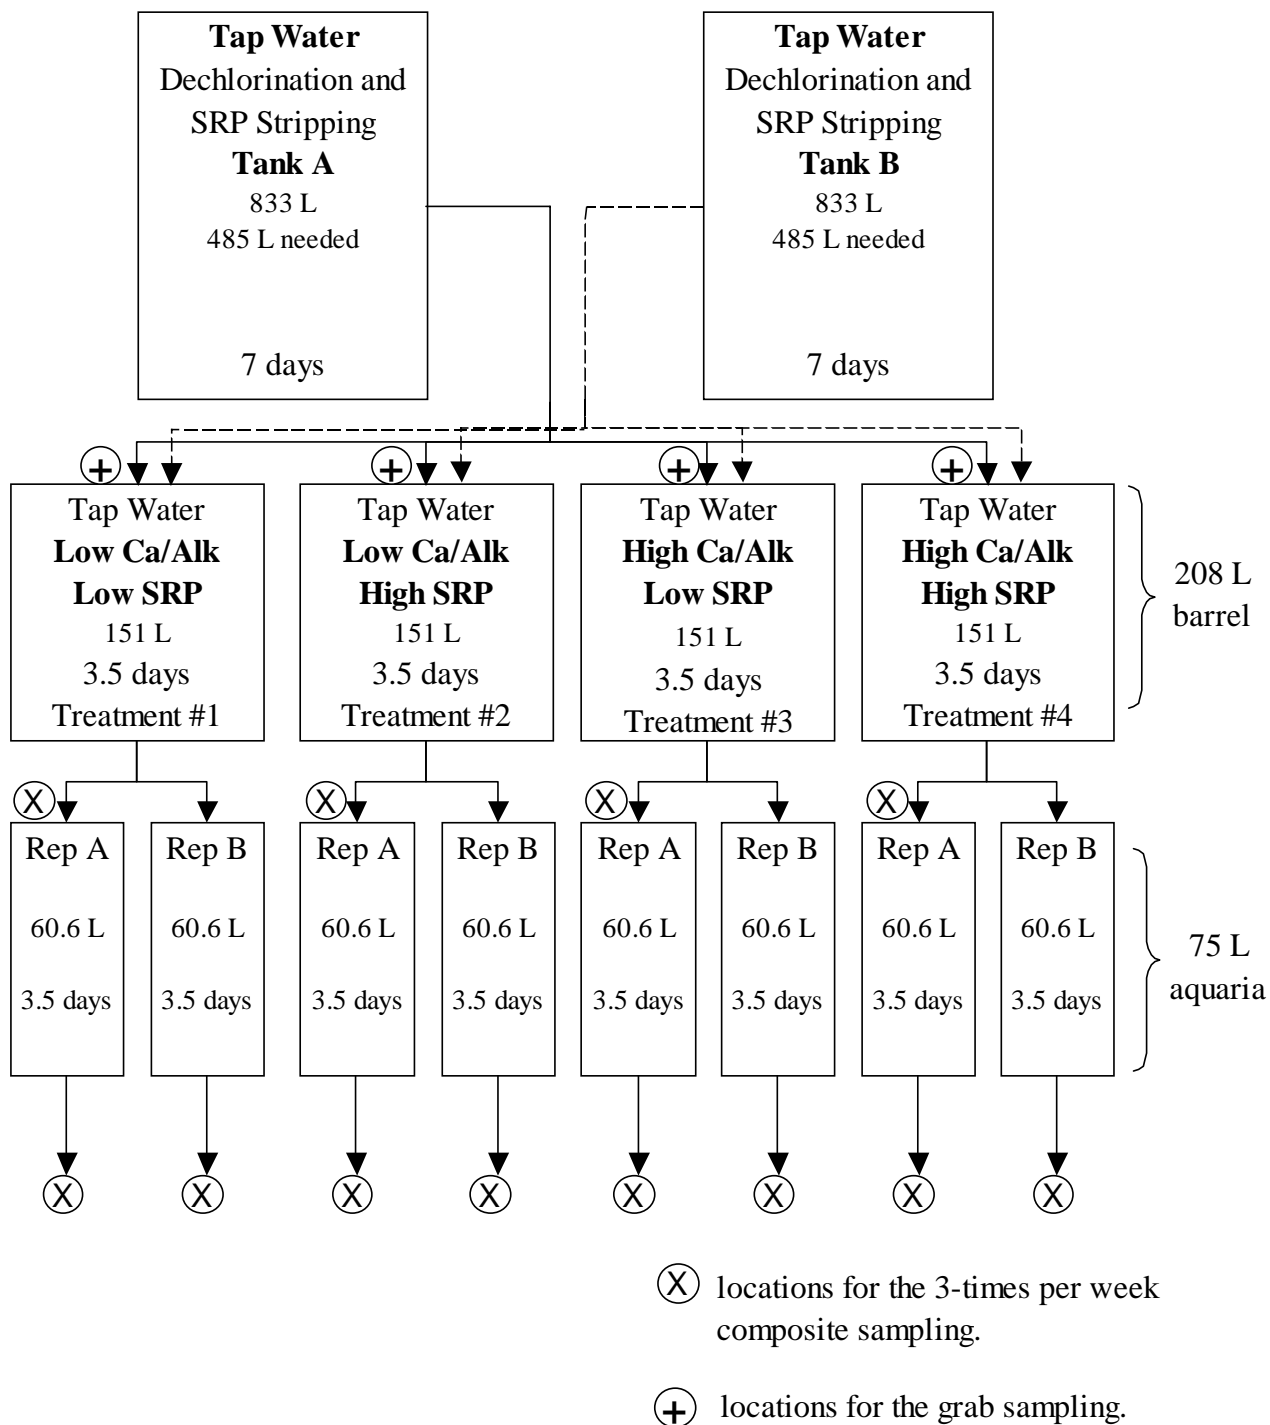 Tap Water
Dechlorination and
SRP Stripping
Tank A
833 L
485 L needed
7 days
Tap Water
Dechlorination and
SRP Stripping
Tank B
833 L
485 L needed
7 days
+
+
+
+
Tap Water
Low Ca/Alk
Low SRP
151 L
3.5 days
Treatment #1
Tap Water
Low Ca/Alk
High SRP
151 L
3.5 days
Treatment #2
Tap Water
High Ca/Alk
Low SRP
151 L
3.5 days
Treatment #3
Tap Water
High Ca/Alk
High SRP
151 L
3.5 days
Treatment #4
208 L
barrel
X
X
X
X
Rep A
60.6 L
3.5 days
Rep B
60.6 L
3.5 days
Rep A
60.6 L
3.5 days
Rep B
60.6 L
3.5 days
Rep A
60.6 L
3.5 days
Rep B
60.6 L
3.5 days
Rep A
60.6 L
3.5 days
Rep B
60.6 L
3.5 days
75 L
aquaria
X
X
X
X
X
X
X
X
X locations for the 3-times per week
composite sampling.
+ locations for the grab sampling.